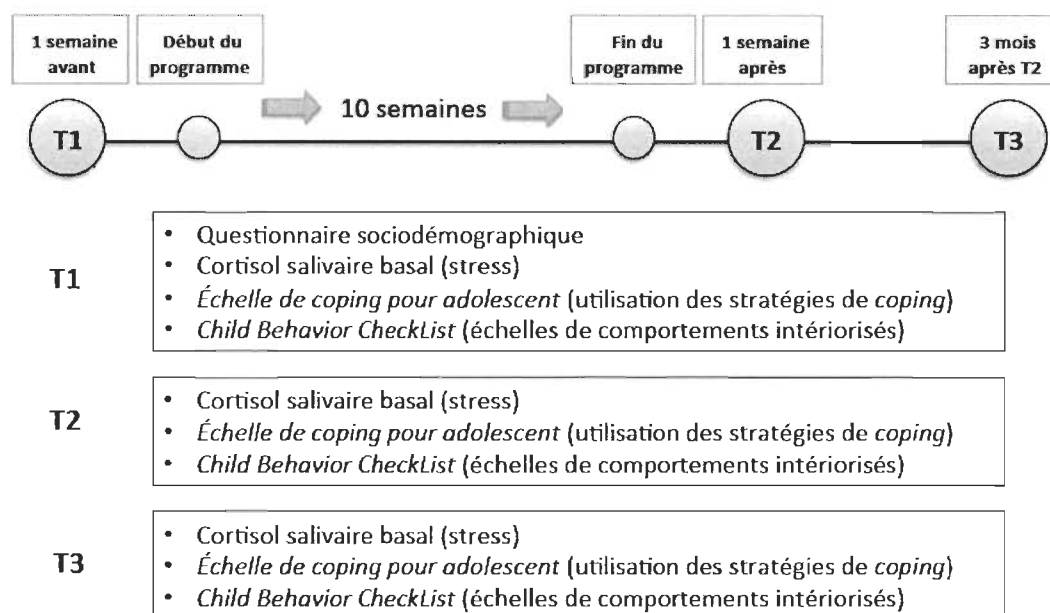 1 semaine
avant
Début du
programme
Fin du
programme
1 semaine
après
3 mois
après T2
10 semaines
T1
T2
T3
T1
• Questionnaire sociodémographique
• Cortisol salivaire basal (stress)
• Échelle de coping pour adolescent (utilisation des stratégies de coping)
• Child Behavior CheckList (échelles de comportements intériorisés)
T2
• Cortisol salivaire basal (stress)
• Échelle de coping pour adolescent (utilisation des stratégies de coping)
• Child Behavior CheckList (échelles de comportements intériorisés)
T3
• Cortisol salivaire basal (stress)
• Échelle de coping pour adolescent (utilisation des stratégies de coping)
• Child Behavior CheckList (échelles de comportements intériorisés)